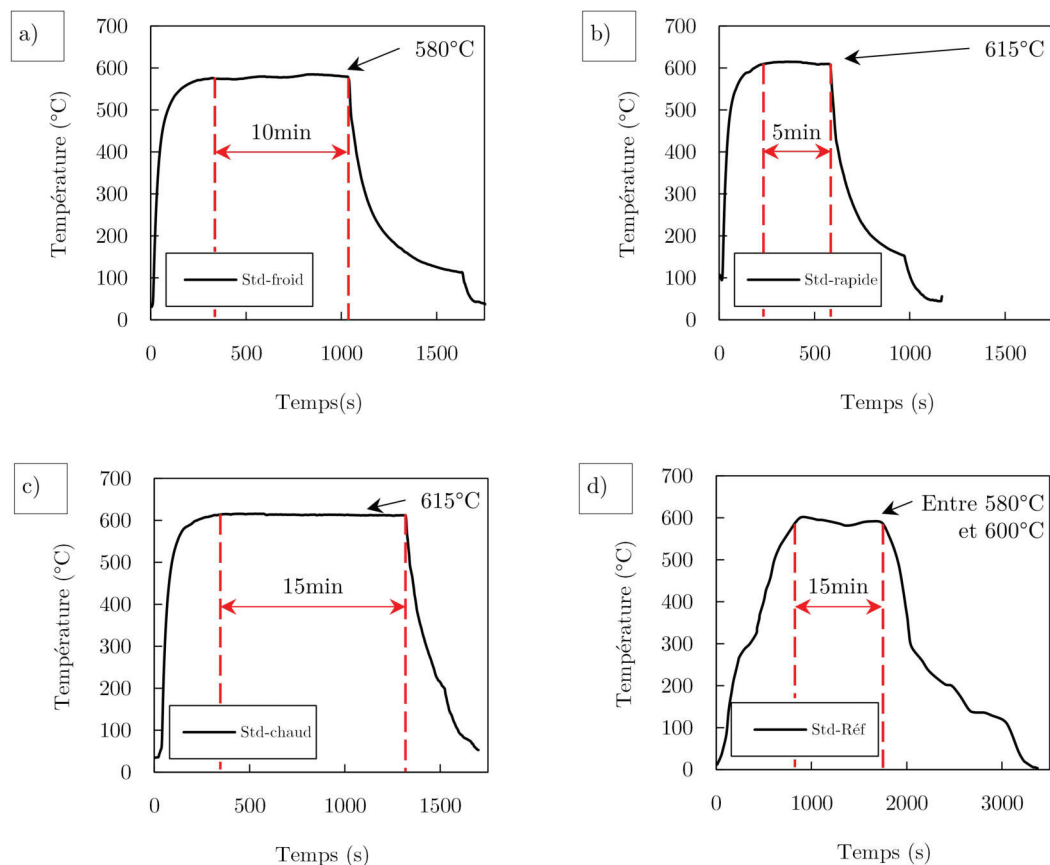 a)
700
600
500
400
300
200
100
0
Température (°C)
580°C
10min
Std-froid
0
500
1000
1500
Temps(s)
b)
700
600
500
400
300
200
100
0
Température (°C)
615°C
5min
Std-rapide
0
500
1000
1500
Temps (s)
c)
700
600
500
400
300
200
100
0
Température (°C)
615°C
15min
Std-chaud
0
500
1000
1500
Temps (s)
d)
700
600
500
400
300
200
100
0
Température (°C)
Entre 580°C
et 600°C
15min
Std-Réf
0
1000
2000
3000
Temps (s)